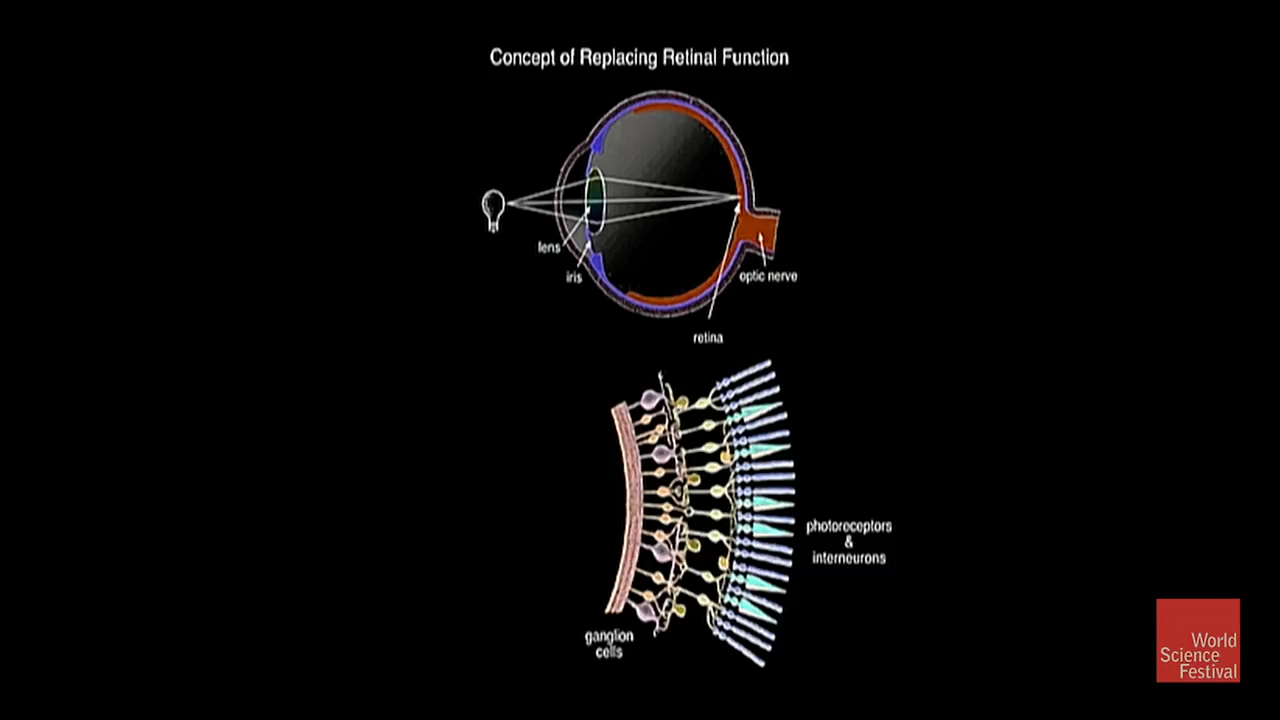 Concept of Replacing Retinal Function
lens
iris
optic nerve
retina
photoreceptors
&
interneurons
ganglion
cells
World
Science
Festival